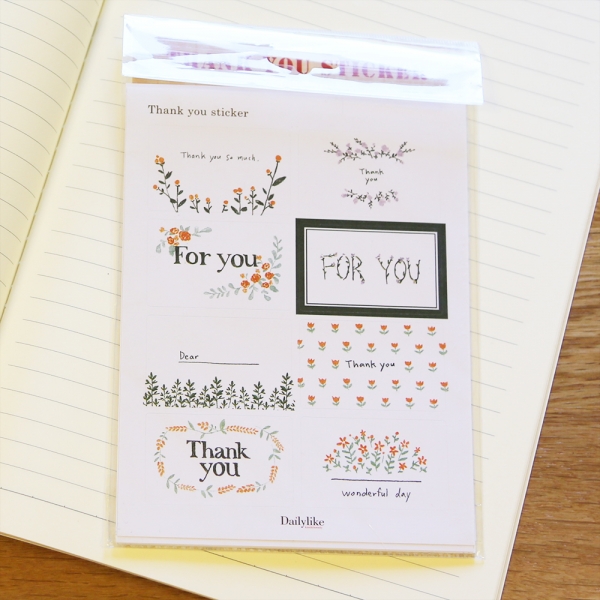 THANK YOU STICKER
Thank you sticker
Thank you so much.
Thank
you
For you
FOR YOU
Dear
Thank you
Thank
you
wonderful day
Dailylike